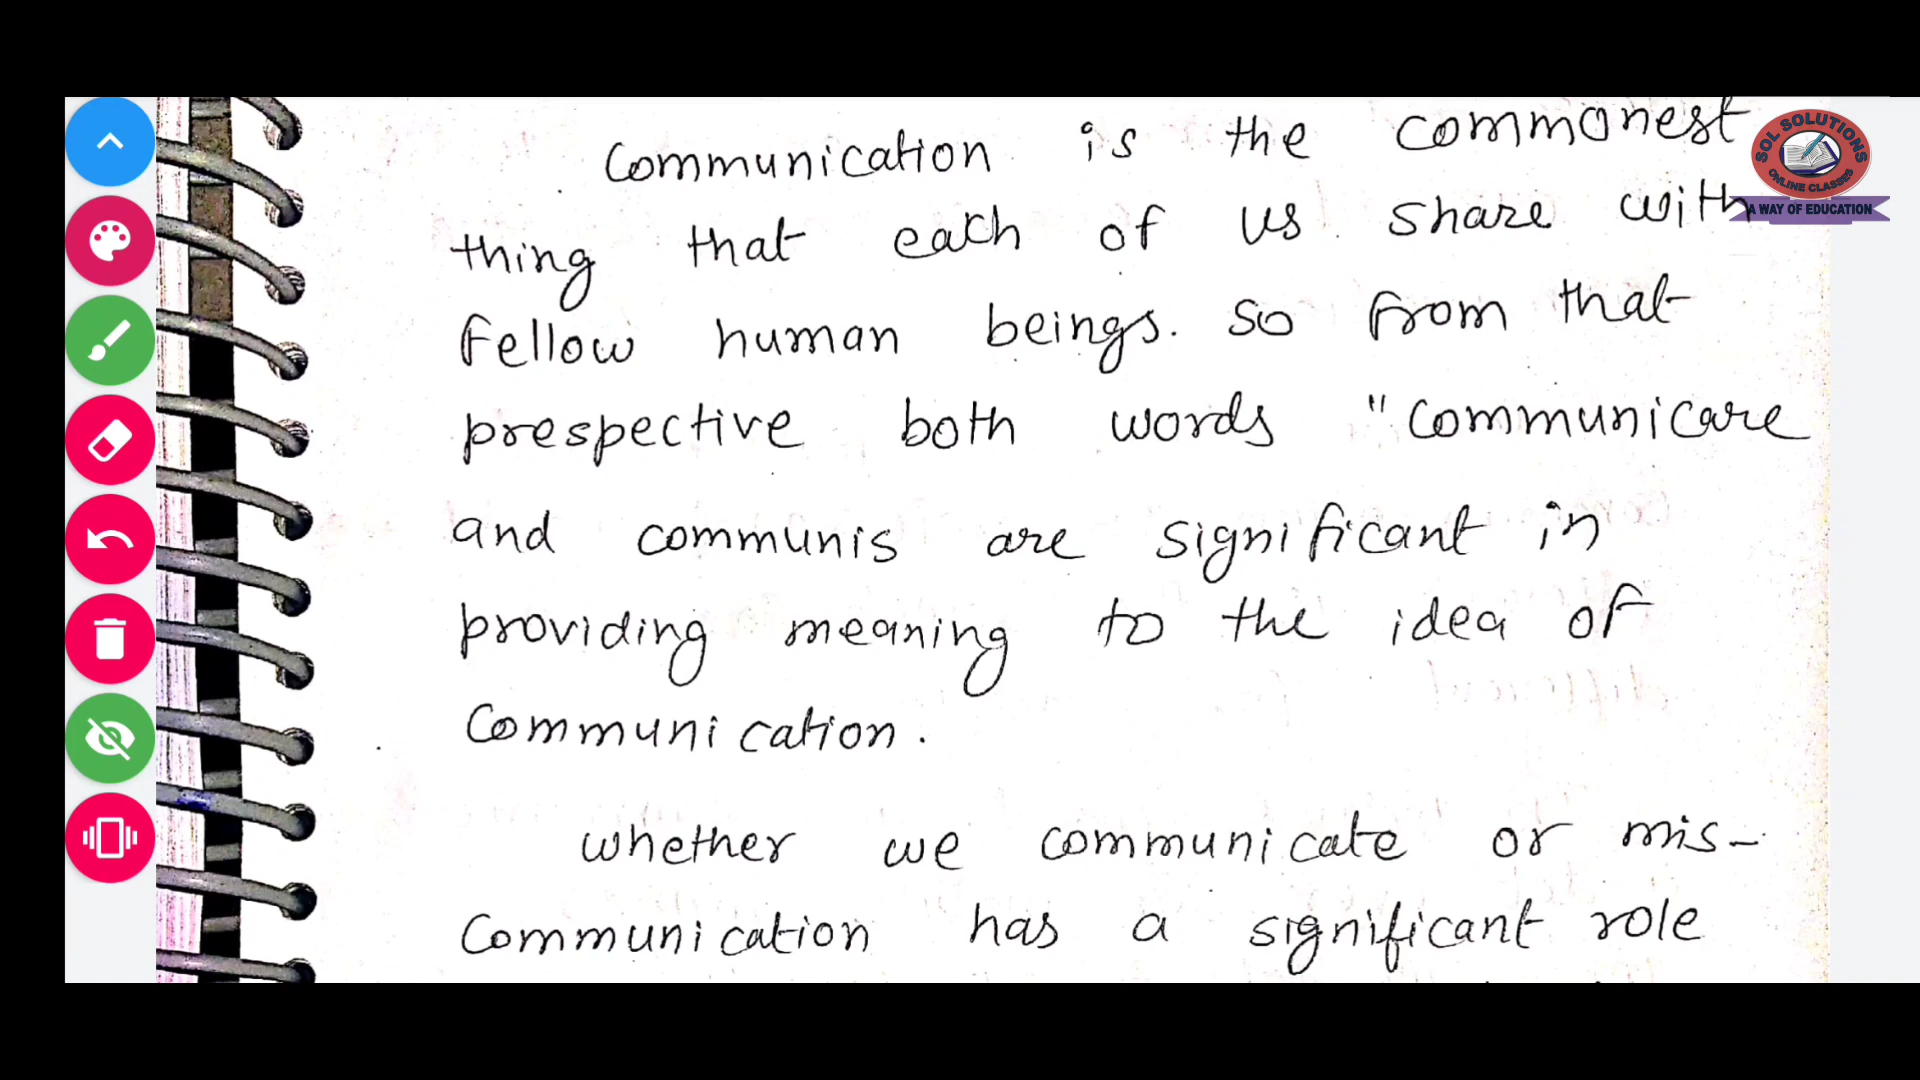 Communication is the commonest
thing that each of us share with
fellow human beings. So from that
prespective both words "Communicare
and communis are significant in
providing meaning to the idea of
Communication.
whether we communicate or mis-
Communication has a significant role
SOL SOLUTIONS
ONLINE CLASSES
A WAY OF EDUCATION